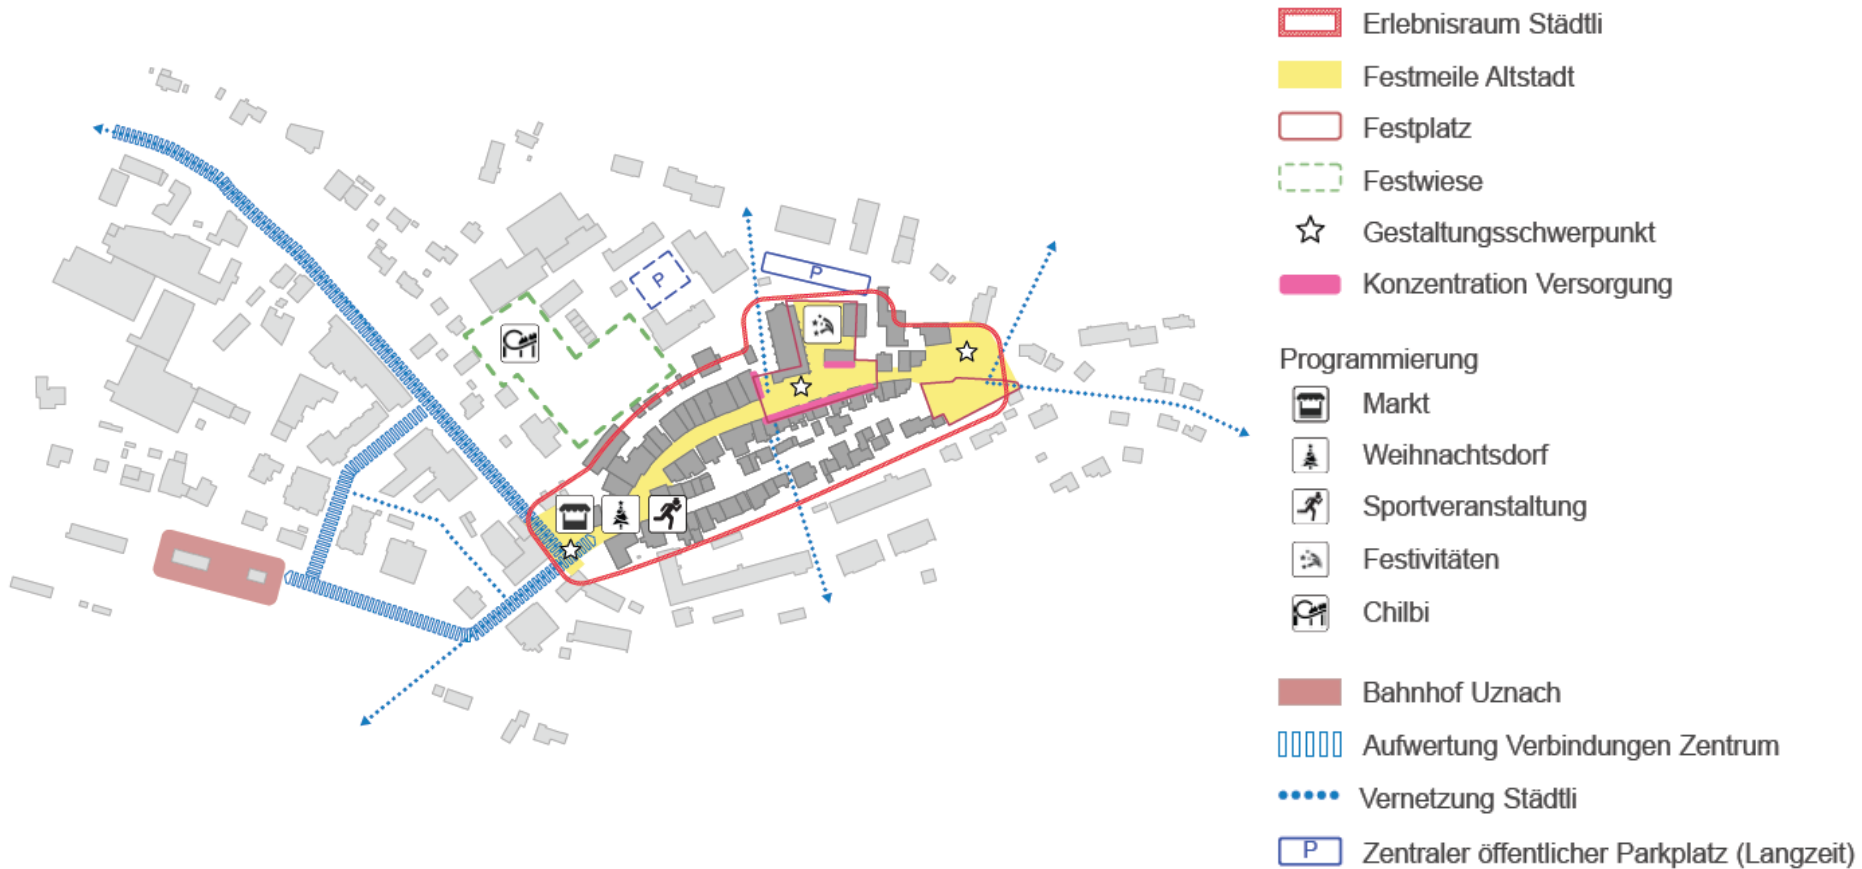 Erlebnisraum Städtli
Festmeile Altstadt
Festplatz
Festwiese
Gestaltungsschwerpunkt
Konzentration Versorgung
Programmierung
Markt
Weihnachtsdorf
Sportveranstaltung
Festivitäten
Chilbi
Bahnhof Uznach
Aufwertung Verbindungen Zentrum
Vernetzung Städtli
P Zentraler öffentlicher Parkplatz (Langzeit)
P
P